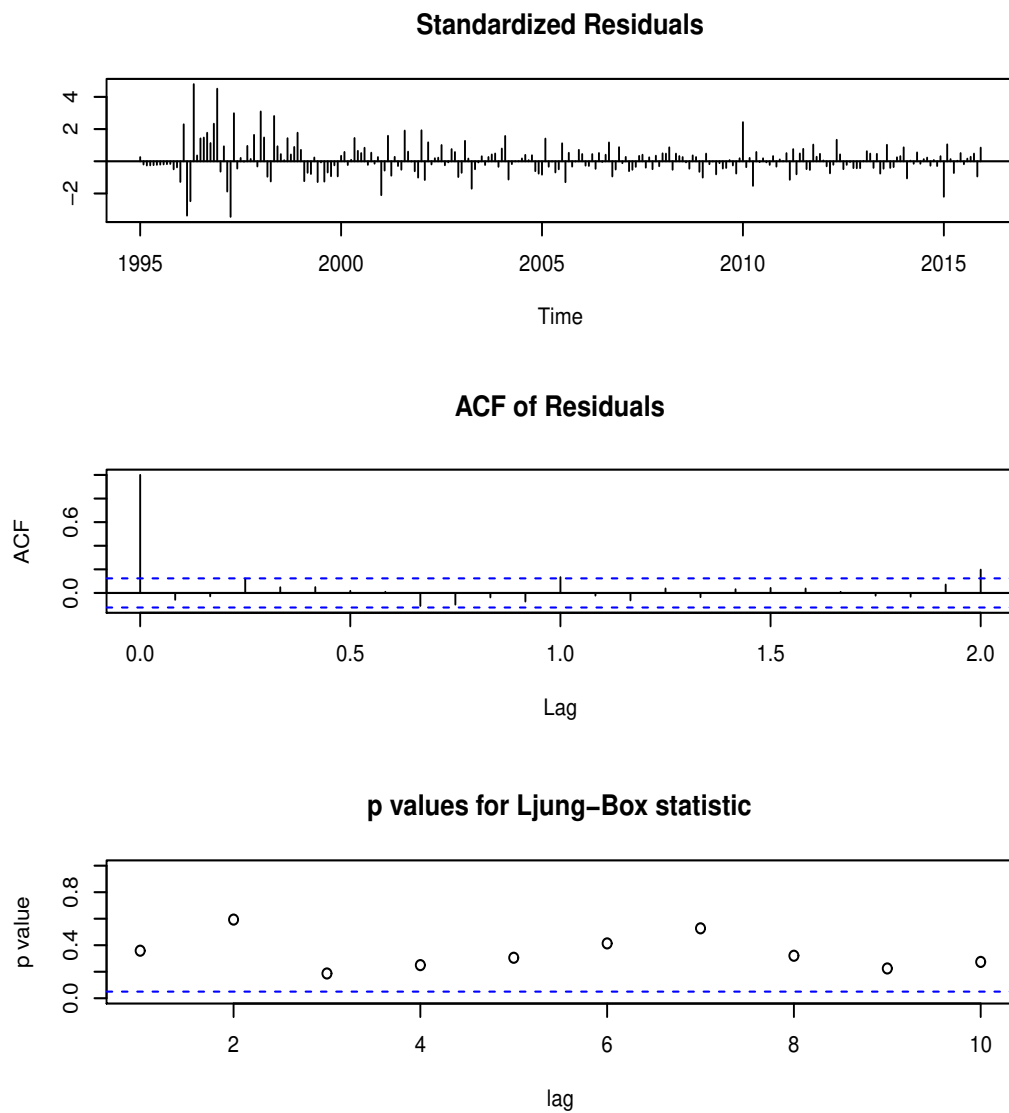 Standardized Residuals
4
2
−2
1995 2000 2005 2010 2015
Time
ACF of Residuals
ACF
0.6
0.0
0.0 0.5 1.0 1.5 2.0
Lag
p values for Ljung−Box statistic
p value
0.8
0.4
0.0
2 4 6 8 10
lag